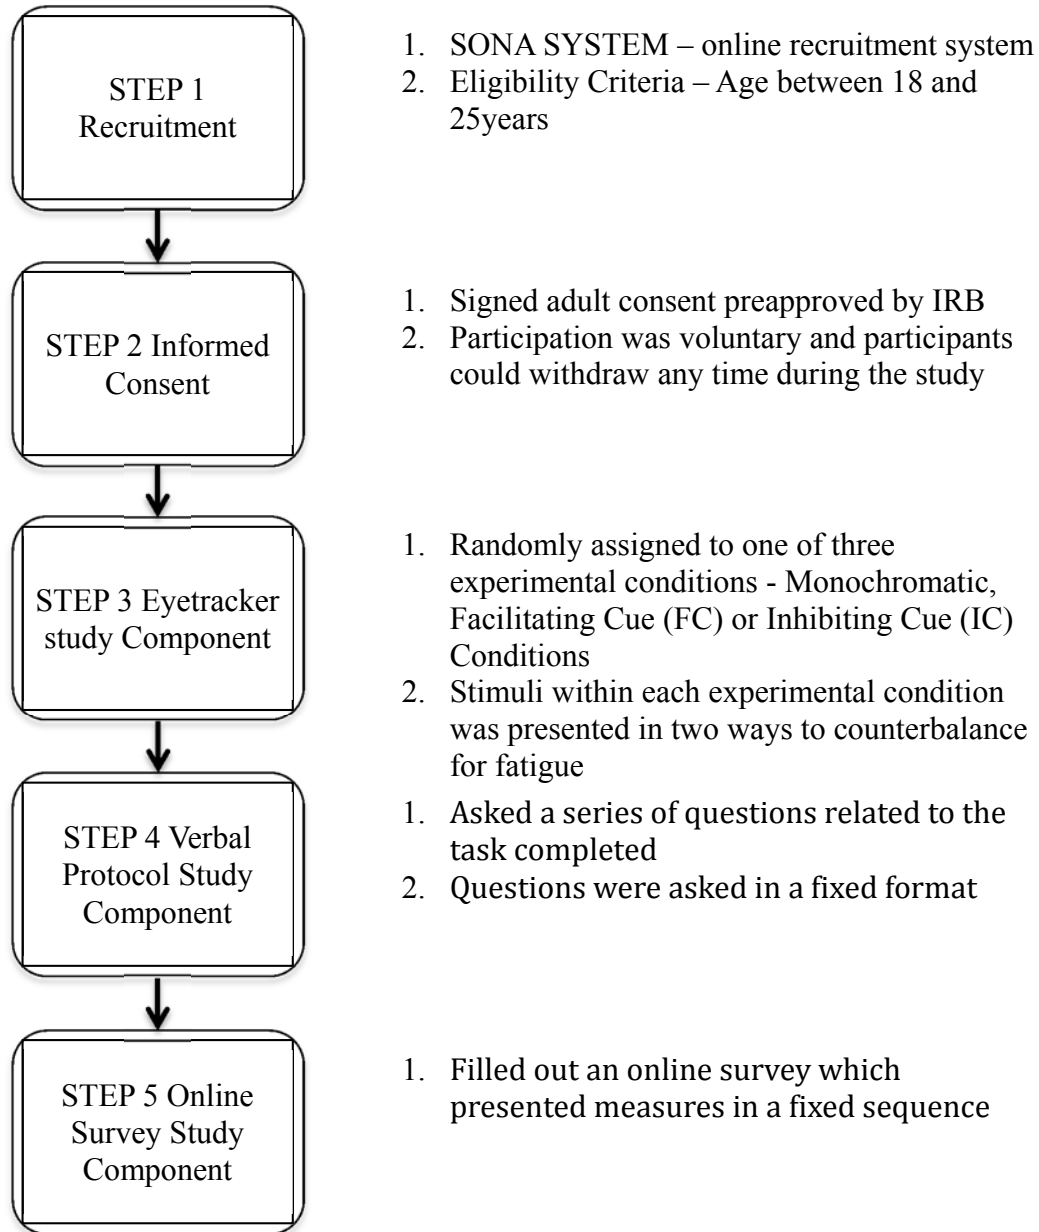 STEP 1
Recruitment
1. SONA SYSTEM – online recruitment system
2. Eligibility Criteria – Age between 18 and
25years
STEP 2 Informed
Consent
1. Signed adult consent preapproved by IRB
2. Participation was voluntary and participants
could withdraw any time during the study
STEP 3 Eyetracker
study Component
1. Randomly assigned to one of three
experimental conditions - Monochromatic,
Facilitating Cue (FC) or Inhibiting Cue (IC)
Conditions
2. Stimuli within each experimental condition
was presented in two ways to counterbalance
for fatigue
STEP 4 Verbal
Protocol Study
Component
1. Asked a series of questions related to the
task completed
2. Questions were asked in a fixed format
STEP 5 Online
Survey Study
Component
1. Filled out an online survey which
presented measures in a fixed sequence